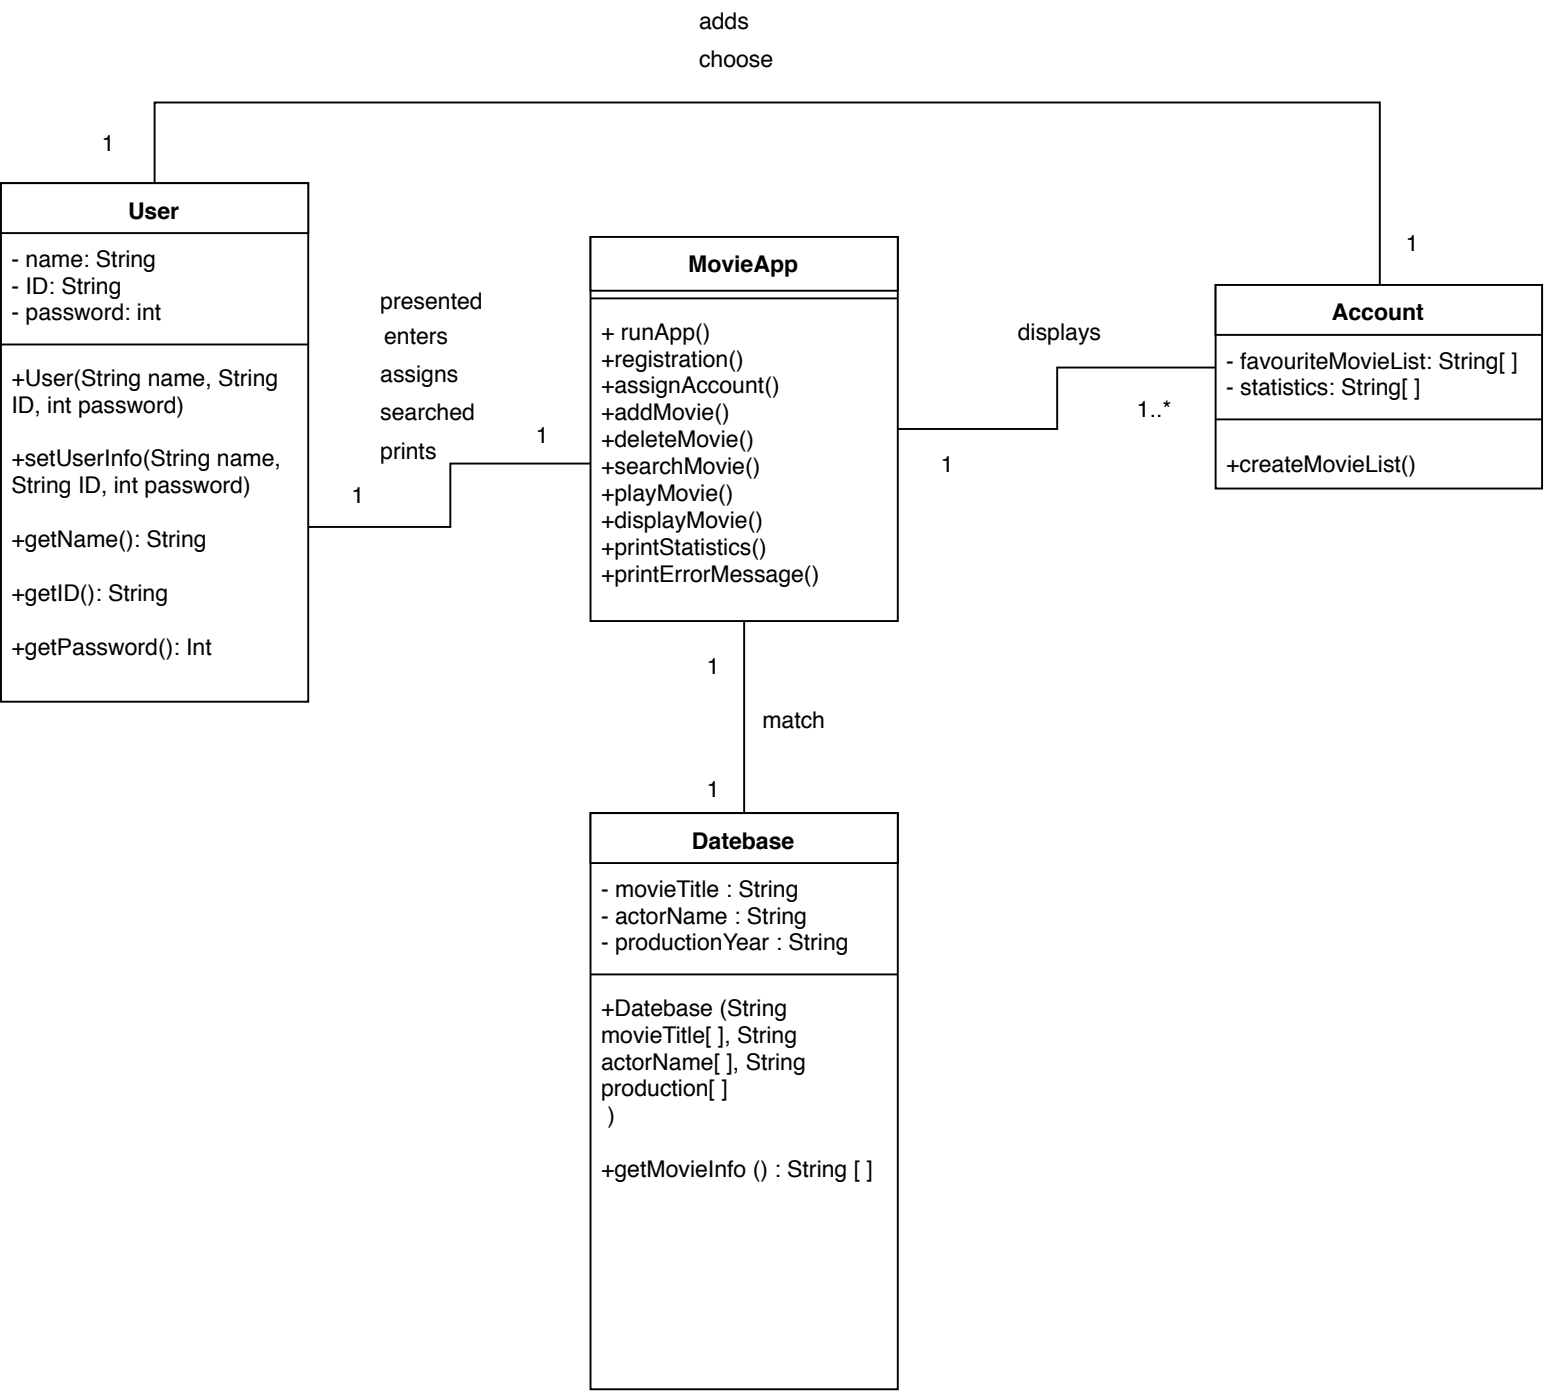 adds
choose
1
1
User
- name: String
- ID: String
- password: int
+User(String name, String
ID, int password)
+setUserInfo(String name,
String ID, int password)
+getName(): String
+getID(): String
+getPassword(): Int
presented
enters
assigns
searched
prints
1
1
MovieApp
+ runApp()
+registration()
+assignAccount()
+addMovie()
+deleteMovie()
+searchMovie()
+playMovie()
+displayMovie()
+printStatistics()
+printErrorMessage()
displays
1..*
1
Account
- favouriteMovieList: String[ ]
- statistics: String[ ]
+createMovieList()
1
match
1
Datebase
- movieTitle : String
- actorName : String
- productionYear : String
+Datebase (String
movieTitle[ ], String
actorName[ ], String
production[ ]
)
+getMovieInfo () : String [ ]